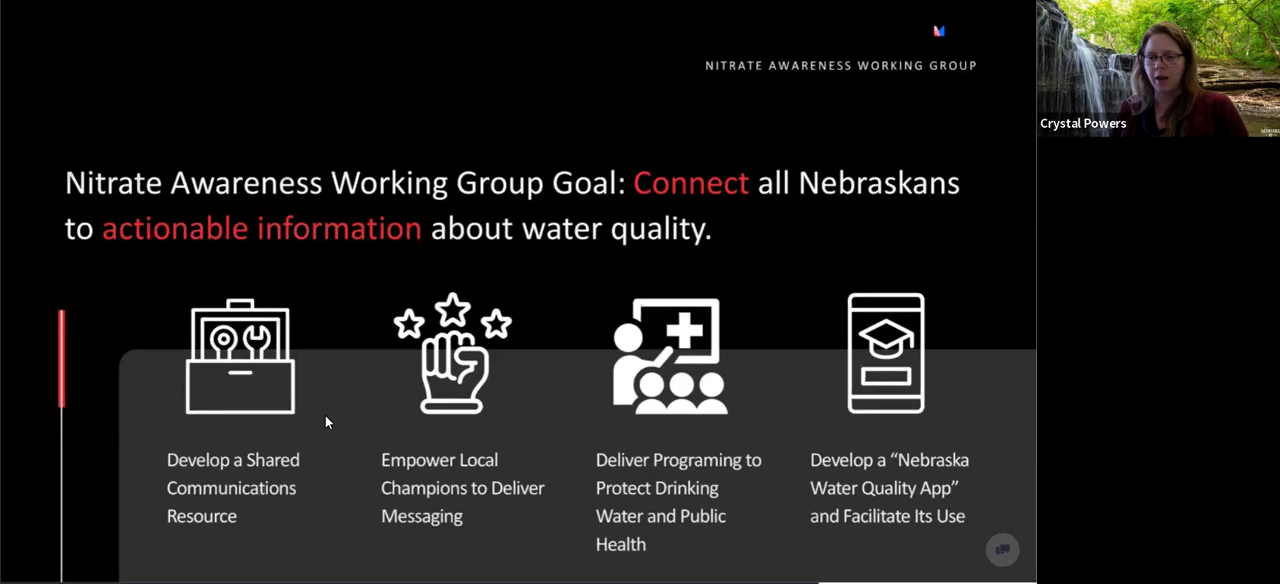 NITRATE AWARENESS WORKING GROUP
Crystal Powers
Nitrate Awareness Working Group Goal: Connect all Nebraskans
to actionable information about water quality.
Develop a Shared
Communications
Resource
Empower Local
Champions to Deliver
Messaging
Deliver Programing to
Protect Drinking
Water and Public
Health
Develop a “Nebraska
Water Quality App”
and Facilitate Its Use